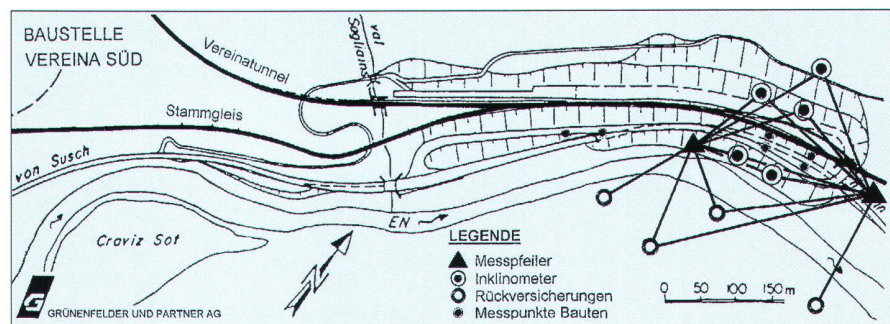 BAUSTELLE
VEREINA SÜD
Vereinatunnel
Val
Sagliains
Stammgleis
von Susch
EN
Craviz Sot
N
LEGENDE
Messpfeiler
Inklinometer
Rückversicherungen
Messpunkte Bauten
0 50 100 150 m
G
GRÜNENFELDER UND PARTNER AG